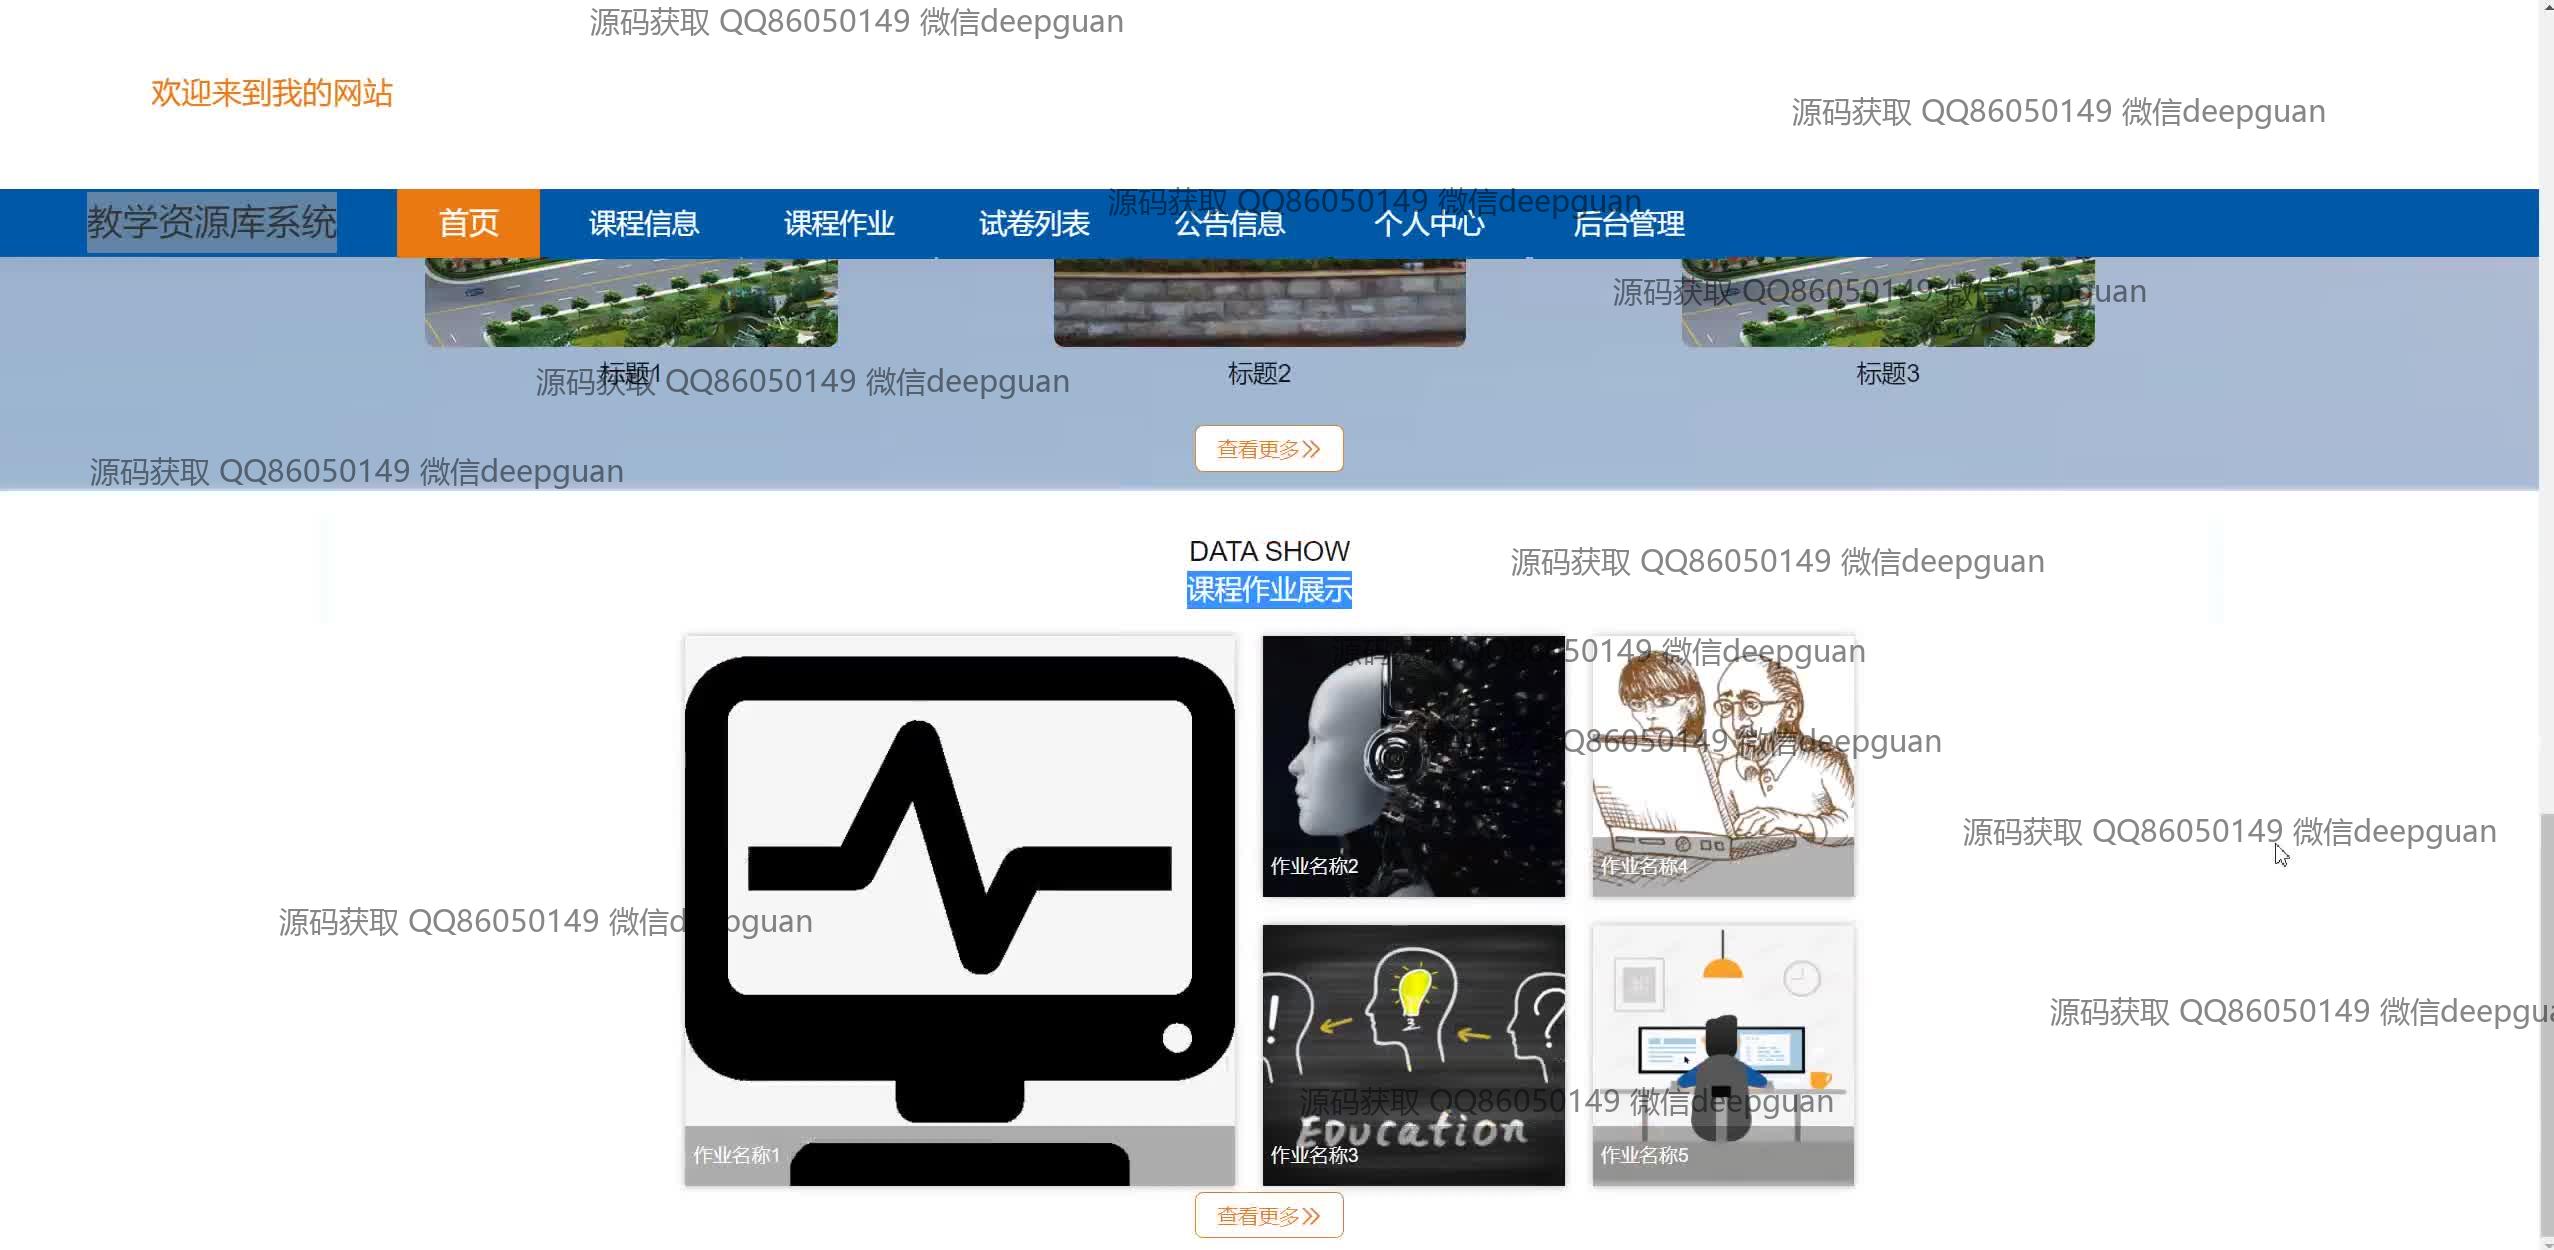 源码获取 QQ86050149 微信deepguan
欢迎来到我的网站
源码获取 QQ86050149 微信deepguan
教学资源库系统 首页 课程信息 课程作业 试卷列表 公告信息 个人中心 后台管理
源码获取 QQ86050149 微信deepguan
源码获取 QQ86050149 微信deepguan
标题1 标题2 标题3
源码获取 QQ86050149 微信deepguan
查看更多
源码获取 QQ86050149 微信deepguan
DATA SHOW
源码获取 QQ86050149 微信deepguan
课程作业展示
源码获取 QQ86050149 微信deepguan
Q86050149 微信deepguan
源码获取 QQ86050149 微信deepguan
作业名称2 作业名称4
源码获取 QQ86050149 微信deepguan
源码获取 QQ86050149 微信deepgua
源码获取 QQ86050149 微信deepguan
EDUCATION
作业名称1 作业名称3 作业名称5
查看更多